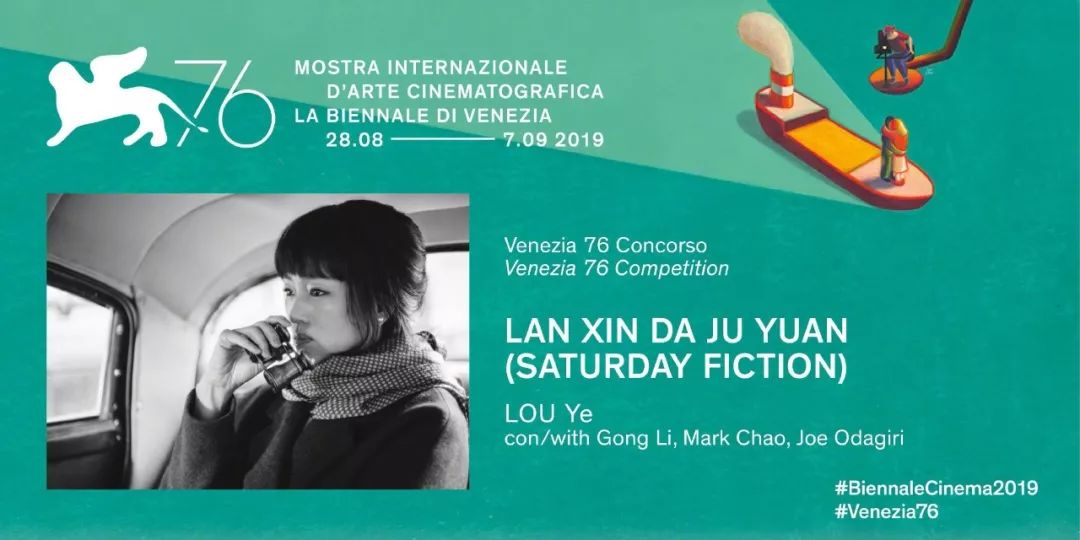 76
MOSTRA INTERNAZIONALE
D'ARTE CINEMATOGRAFICA
LA BIENNALE DI VENEZIA
28.08 — 7.09 2019
Venezia 76 Concorso
Venezia 76 Competition
LAN XIN DA JU YUAN
(SATURDAY FICTION)
LOU Ye
con/with Gong Li, Mark Chao, Joe Odagiri
#BiennaleCinema2019
#Venezia76